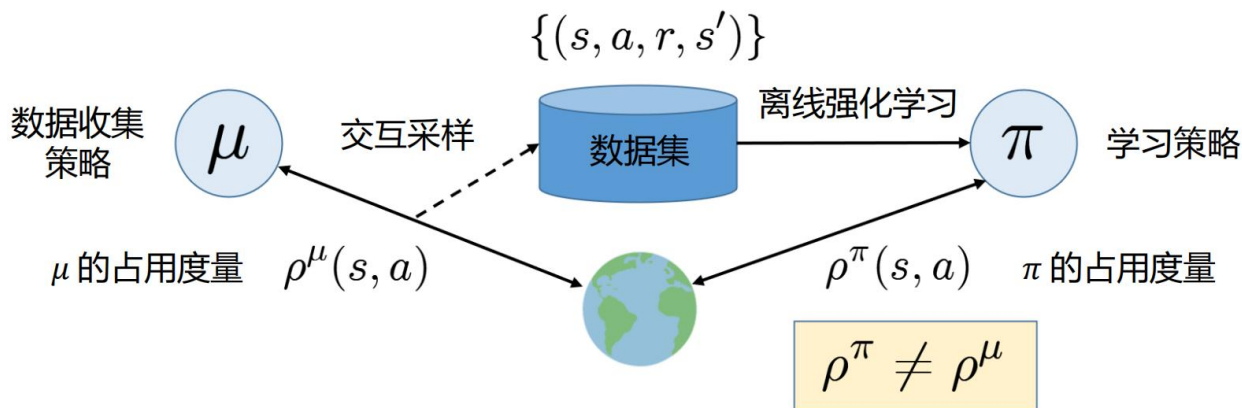 {(s, a, r, s′)}
数据收集
策略
μ
交互采样
数据集
离线强化学习
π
学习策略
μ 的占用度量 ρ^μ(s, a)
ρ^π(s, a) π 的占用度量
ρ^π ≠ ρ^μ